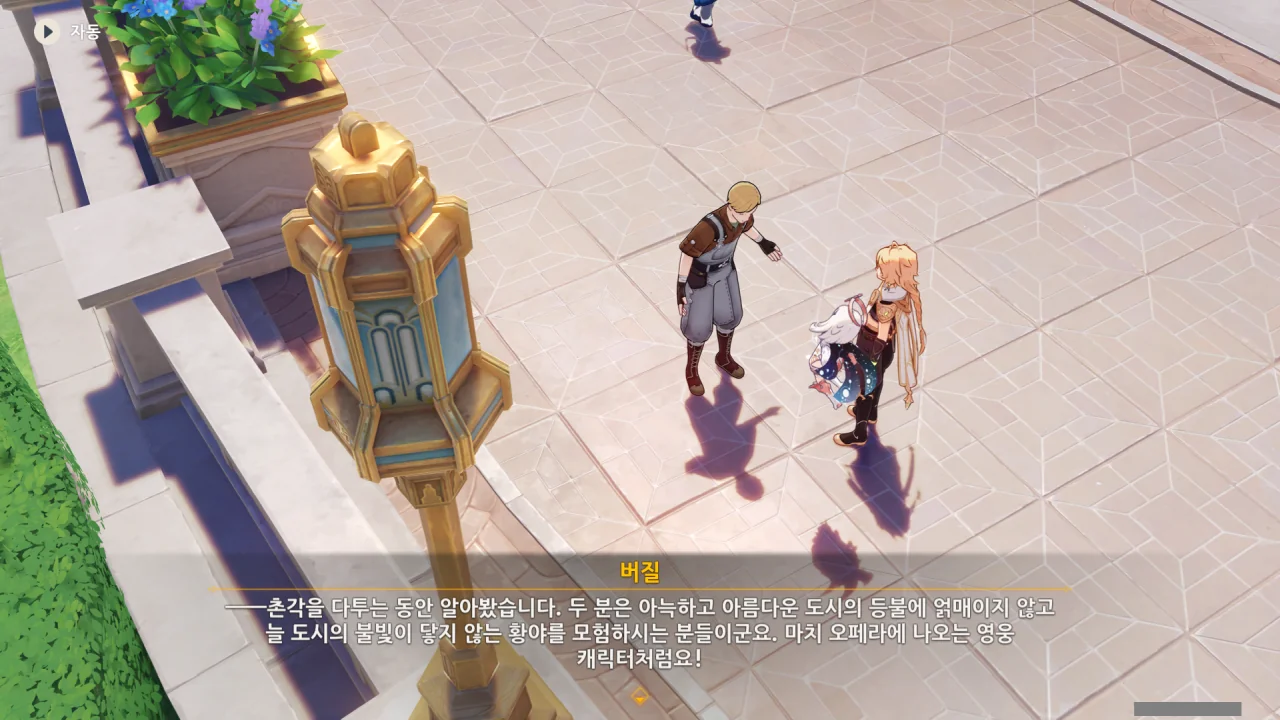 자동
버질
──촌각을 다투는 동안 알아봤습니다. 두 분은 아늑하고 아름다운 도시의 등불에 얽매이지 않고
늘 도시의 불빛이 닿지 않는 황야를 모험하시는 분들이군요. 마치 오페라에 나오는 영웅
캐릭터처럼요!